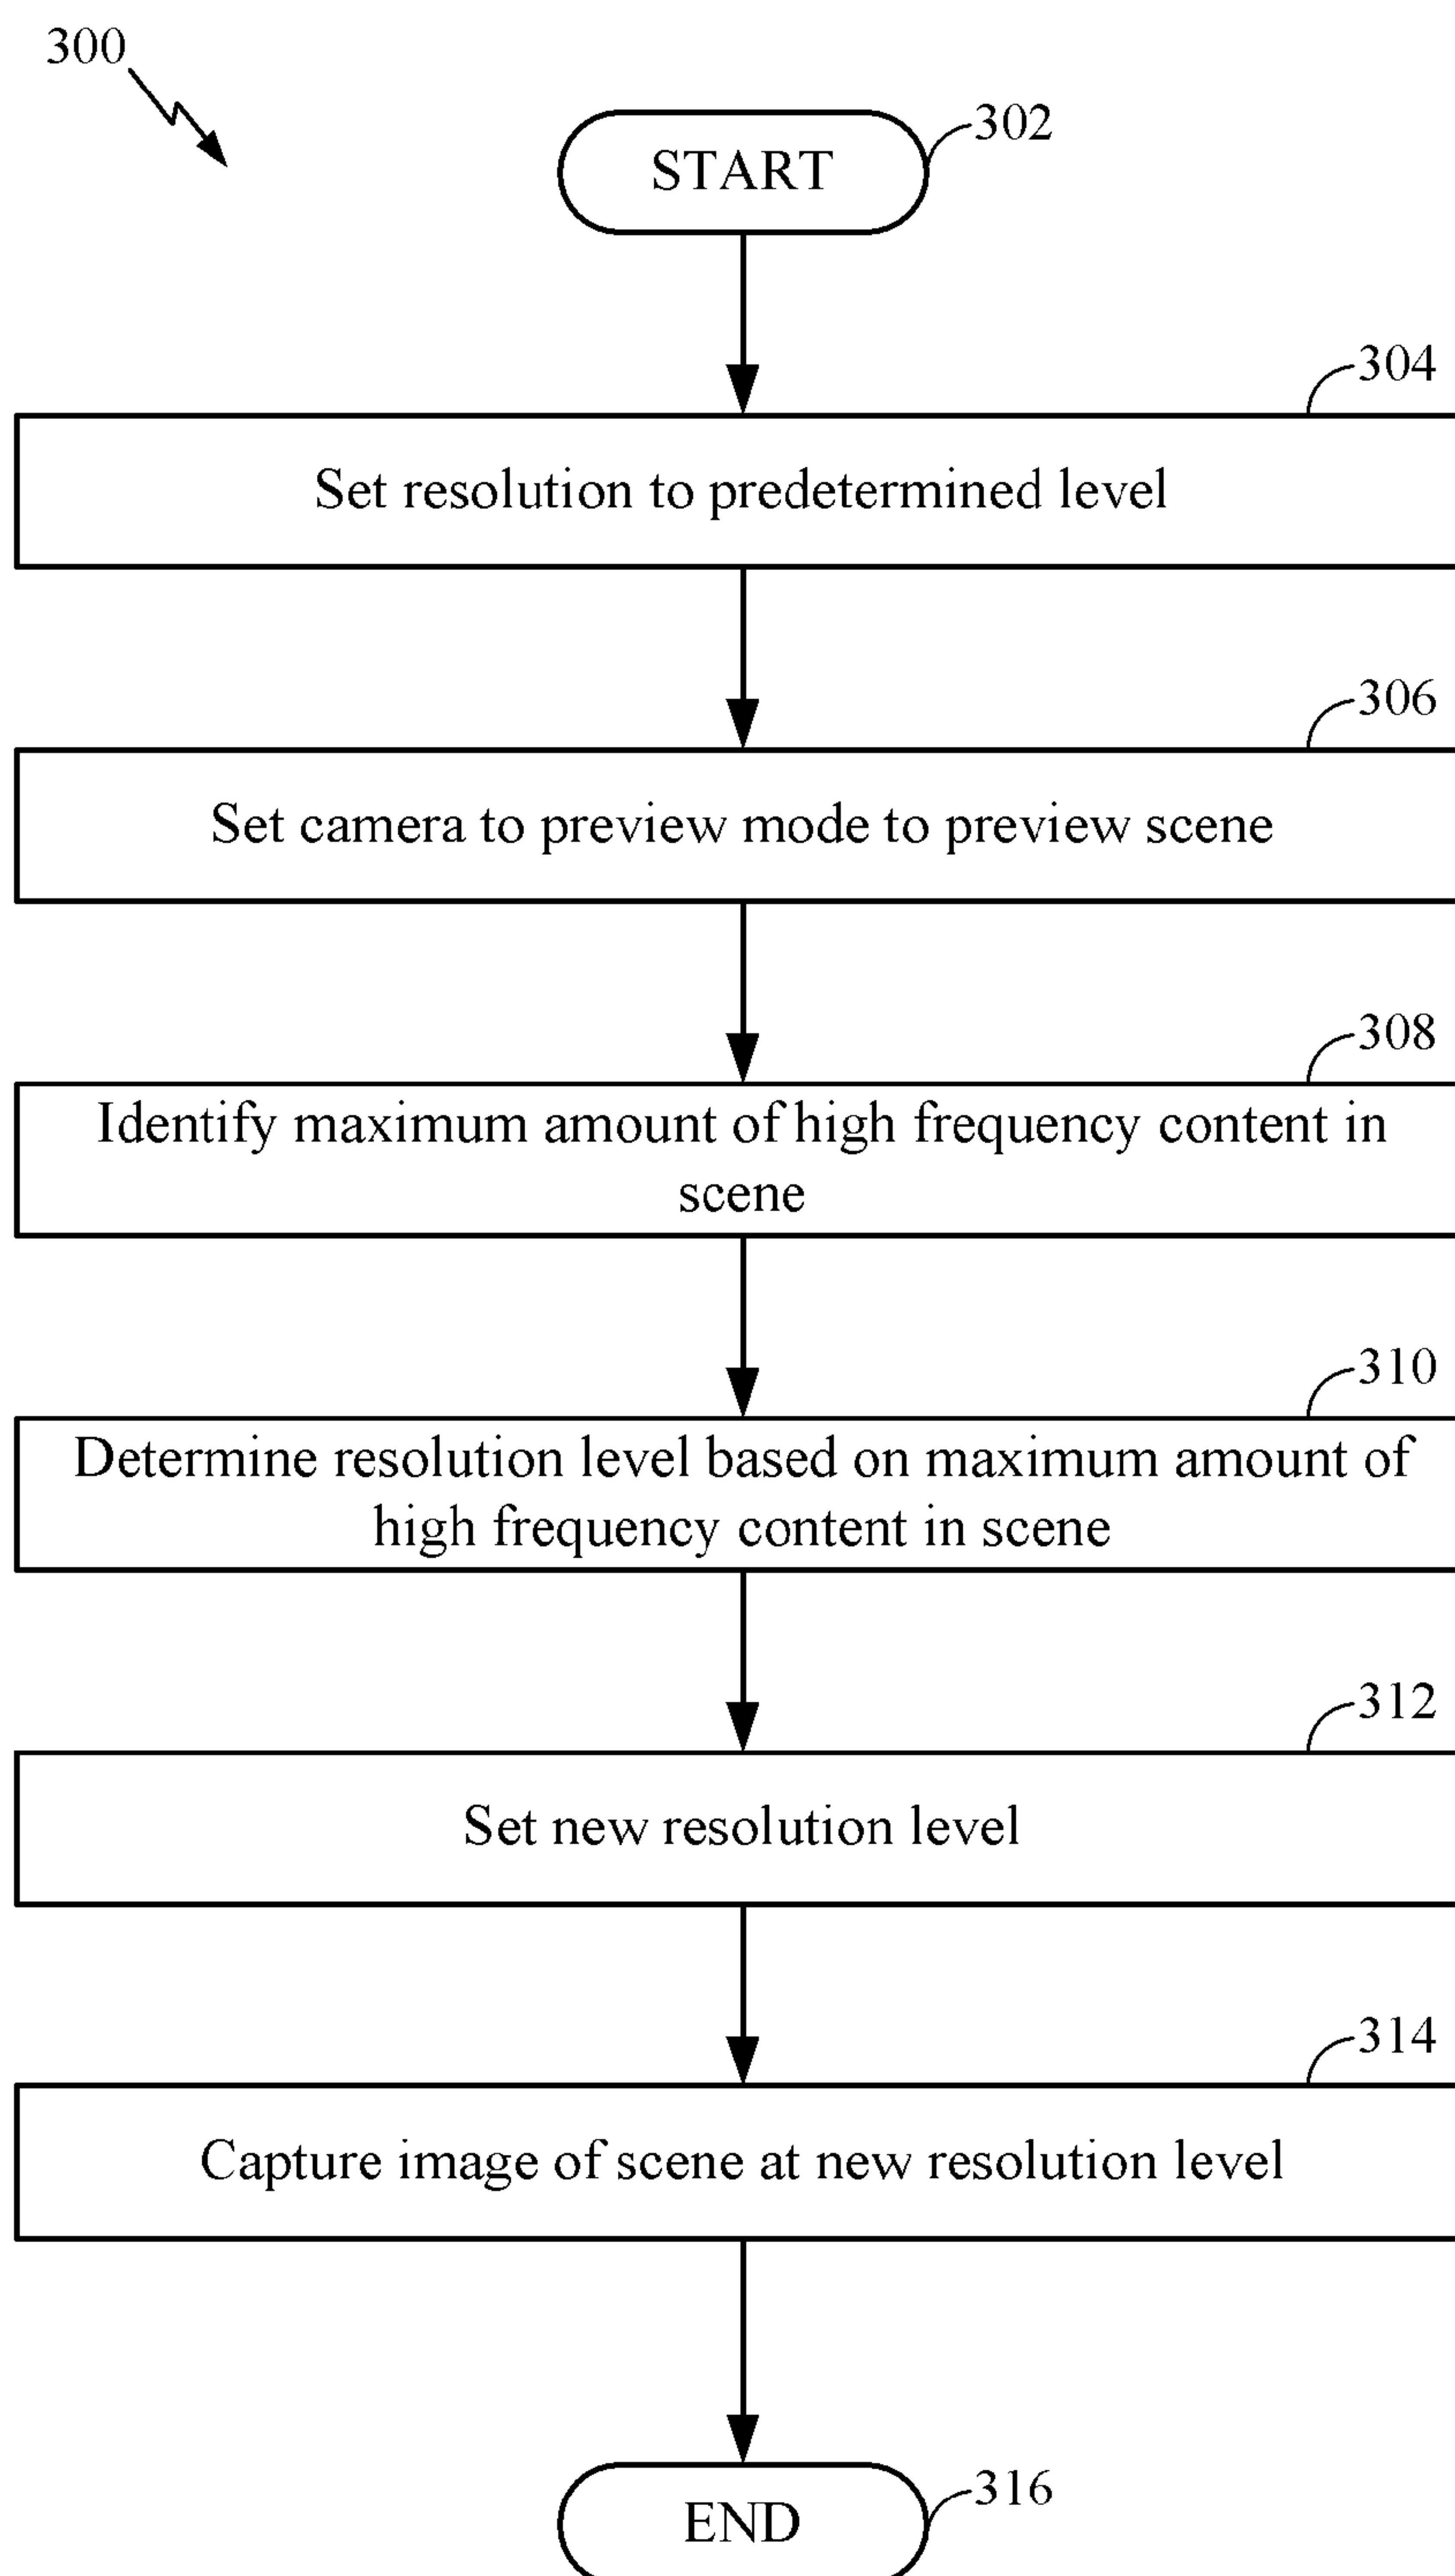 300
START
302
304
Set resolution to predetermined level
306
Set camera to preview mode to preview scene
308
Identify maximum amount of high frequency content in
scene
310
Determine resolution level based on maximum amount of
high frequency content in scene
312
Set new resolution level
314
Capture image of scene at new resolution level
END
316